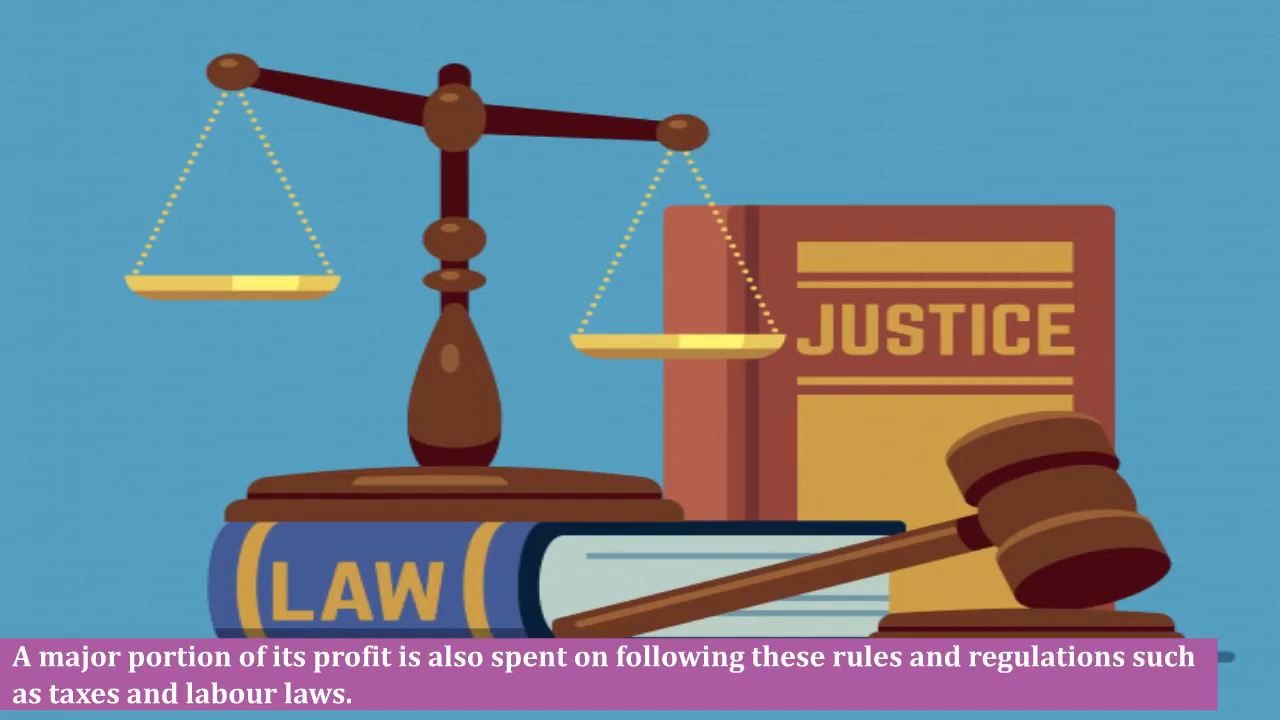 JUSTICE
LAW
A major portion of its profit is also spent on following these rules and regulations such
as taxes and labour laws.